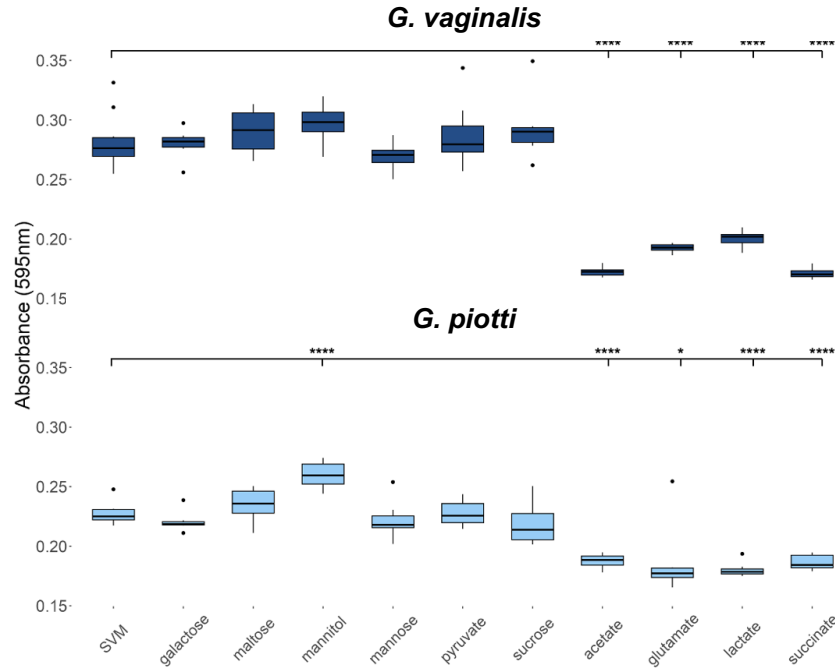 G. vaginalis
**** **** **** ****
0.35
0.30
0.25
0.20
0.15
Absorbance (595nm)
G. piotti
**** **** * **** ****
0.35
0.30
0.25
0.20
0.15
SVM galactose maltose mannitol mannose pyruvate sucrose acetate glutamate lactate succinate